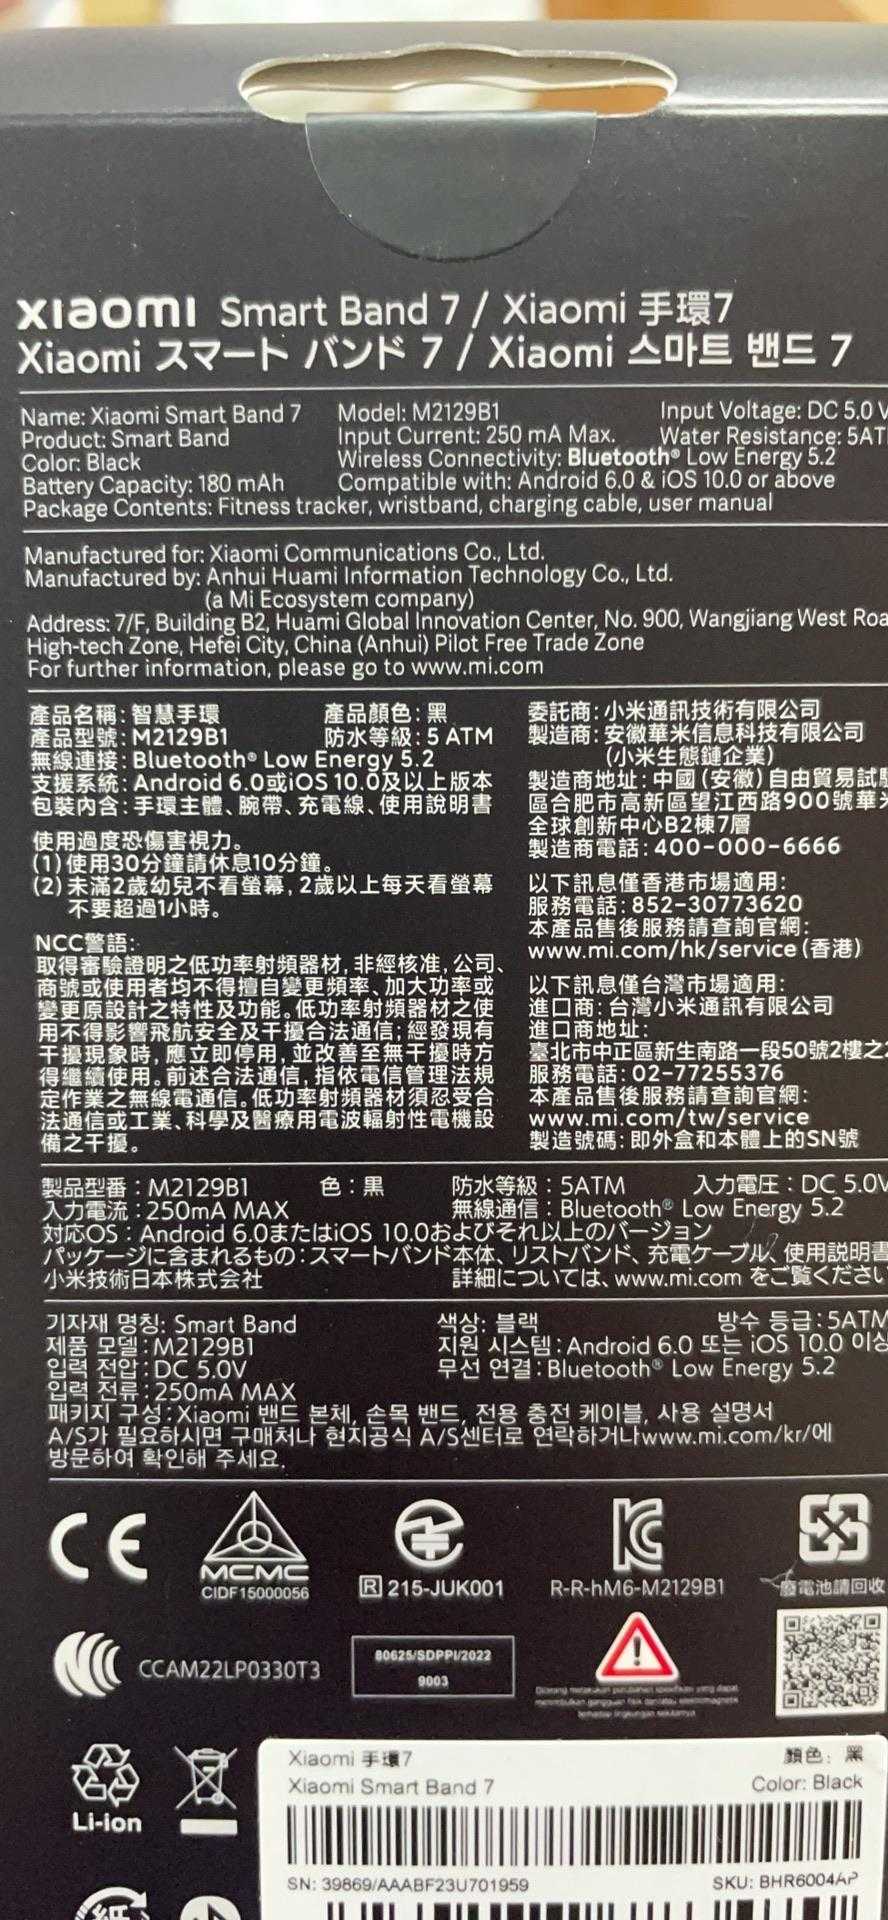 xiaomi Smart Band 7 / Xiaomi 手環7
Xiaomi スマート バンド 7 / Xiaomi 스마트 밴드 7
Name: Xiaomi Smart Band 7 Model: M2129B1 Input Voltage: DC 5.0 V
Product: Smart Band Input Current: 250 mA Max. Water Resistance: 5AT
Color: Black Wireless Connectivity: Bluetooth® Low Energy 5.2
Battery Capacity: 180 mAh Compatible with: Android 6.0 & iOS 10.0 or above
Package Contents: Fitness tracker, wristband, charging cable, user manual
Manufactured for: Xiaomi Communications Co., Ltd.
Manufactured by: Anhui Huami Information Technology Co., Ltd.
(a Mi Ecosystem company)
Address: 7/F, Building B2, Huami Global Innovation Center, No. 900, Wangjiang West Roa
High-tech Zone, Hefei City, China (Anhui) Pilot Free Trade Zone
For further information, please go to www.mi.com
產品名稱:智慧手環 產品顏色:黑
產品型號:M2129B1 防水等級:5 ATM
無線連接:Bluetooth® Low Energy 5.2
支援系統:Android 6.0或iOS 10.0及以上版本
包裝內含:手環主體、腕帶、充電線、使用說明書
使用過度恐傷害視力。
(1)使用30分鐘請休息10分鐘。
(2)未滿2歲幼兒不看螢幕,2歲以上每天看螢幕
不要超過1小時。
NCC警語:
取得審驗證明之低功率射頻器材,非經核准,公司、
商號或使用者均不得擅自變更頻率、加大功率或
變更原設計之特性及功能。低功率射頻器材之使
用不得影響飛航安全及干擾合法通信;經發現有
干擾現象時,應立即停用,並改善至無干擾時方
得繼續使用。前述合法通信,指依電信管理法規
定作業之無線電通信。低功率射頻器材須忍受合
法通信或工業、科學及醫療用電波輻射性電機設
備之干擾。
委託商:小米通訊技術有限公司
製造商:安徽華米信息科技有限公司
(小米生態鏈企業)
製造商地址:中國(安徽)自由貿易試驗
區合肥市高新區望江西路900號華米
全球創新中心B2棟7層
製造商電話:400-000-6666
以下訊息僅香港市場適用:
服務電話:852-30773620
本產品售後服務請查詢官網:
www.mi.com/hk/service(香港)
以下訊息僅台灣市場適用:
進口商:台灣小米通訊有限公司
進口商地址:
臺北市中正區新生南路一段50號2樓之
服務電話:02-77255376
本產品售後服務請查詢官網:
www.mi.com/tw/service
製造號碼:即外盒和本體上的SN號
製品型番:M2129B1 色:黒 防水等級:5ATM 入力電圧:DC 5.0V
入力電流:250mA MAX 無線通信:Bluetooth® Low Energy 5.2
対応OS:Android 6.0またはiOS 10.0およびそれ以上のバージョン
パッケージに含まれるもの:スマートバンド本体、リストバンド、充電ケーブル、使用説明書
小米技術日本株式会社 詳細については、www.mi.com をご覧ください
기자재 명칭: Smart Band 색상: 블랙 방수 등급:5ATM
제품 모델:M2129B1 지원 시스템:Android 6.0 또는 iOS 10.0 이상
입력 전압:DC 5.0V 무선 연결:Bluetooth® Low Energy 5.2
입력 전류:250mA MAX
패키지 구성:Xiaomi 밴드 본체, 손목 밴드, 전용 충전 케이블, 사용 설명서
A/S가 필요하시면 구매처나 현지공식 A/S센터로 연락하거나www.mi.com/kr/에
방문하여 확인해 주세요.
CE
MCMC
CIDF15000056
R 215-JUK001
R-R-hM6-M2129B1
廢電池請回收
CCAM22LP0330T3
80625/SDPPI/2022
9003
Dilarang melakukan perubahan spesifikasi yang dapat
menimbulkan gangguan fisik dan/atau elektromagnetik
terhadap lingkungan sekitarnya
Li-ion
Xiaomi 手環7 顏色:黑
Xiaomi Smart Band 7 Color: Black
SN: 39869/AAABF23U701959 SKU: BHR6004AP